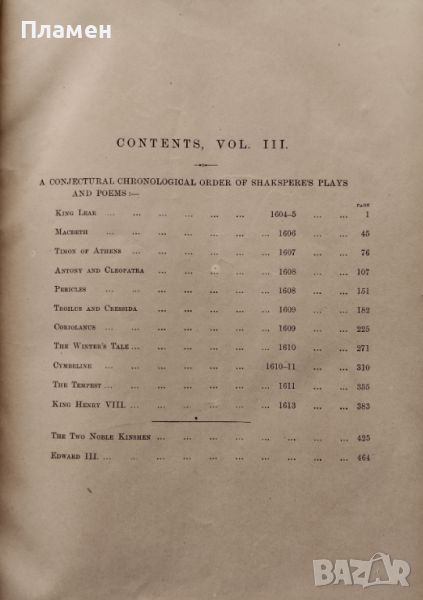 Пламен
CONTENTS, VOL. III.
A CONJECTURAL CHRONOLOGICAL ORDER OF SHAKSPERE'S PLAYS
AND POEMS:—
PAGE
KING LEAR ... ... ... ... ... 1604–5 ... ... 1
MACBETH ... ... ... ... ... 1606 ... ... 45
TIMON OF ATHENS ... ... ... ... 1607 ... ... 76
ANTONY AND CLEOPATRA ... ... ... ... 1608 ... ... 107
PERICLES ... ... ... ... ... 1608 ... ... 151
TROILUS AND CRESSIDA ... ... ... ... 1609 ... ... 182
CORIOLANUS ... ... ... ... ... 1609 ... ... 225
THE WINTER'S TALE ... ... ... ... ... 1610 ... ... 271
CYMBELINE ... ... ... ... ... 1610–11 ... ... 310
THE TEMPEST ... ... ... ... ... ... 1611 ... ... 355
KING HENRY VIII. ... ... ... ... ... 1613 ... ... 383
THE TWO NOBLE KINSMEN ... ... ... ... ... ... ... 425
EDWARD III. ... ... ... ... ... ... ... ... 464
bazar